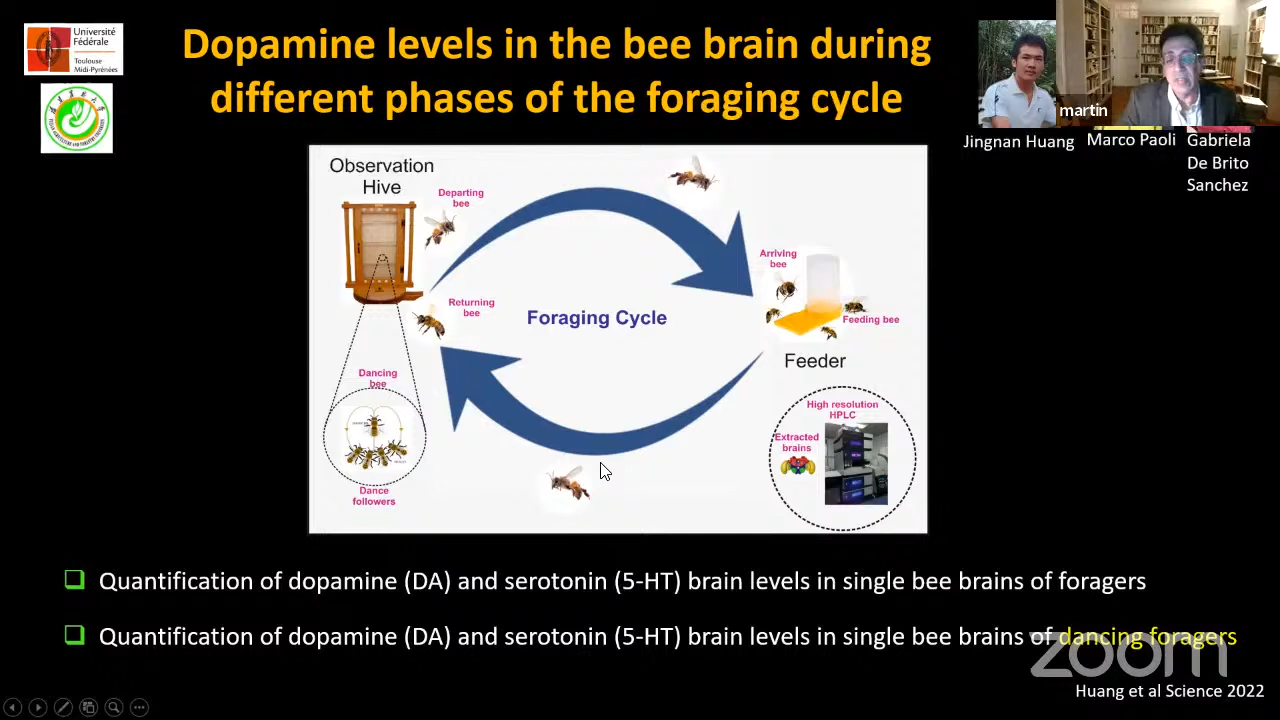 Université
Fédérale
Toulouse
Midi-Pyrénées
Dopamine levels in the bee brain during
different phases of the foraging cycle
martin
Jingnan Huang
Marco Paoli
Gabriela
De Brito
Sanchez
Observation
Hive
Departing
bee
Arriving
bee
Returning
bee
Foraging Cycle
Feeding bee
Feeder
Dancing
bee
High resolution
HPLC
Extracted
brains
Dance
followers
Quantification of dopamine (DA) and serotonin (5-HT) brain levels in single bee brains of foragers
Quantification of dopamine (DA) and serotonin (5-HT) brain levels in single bee brains of dancing foragers
zoom
Huang et al Science 2022